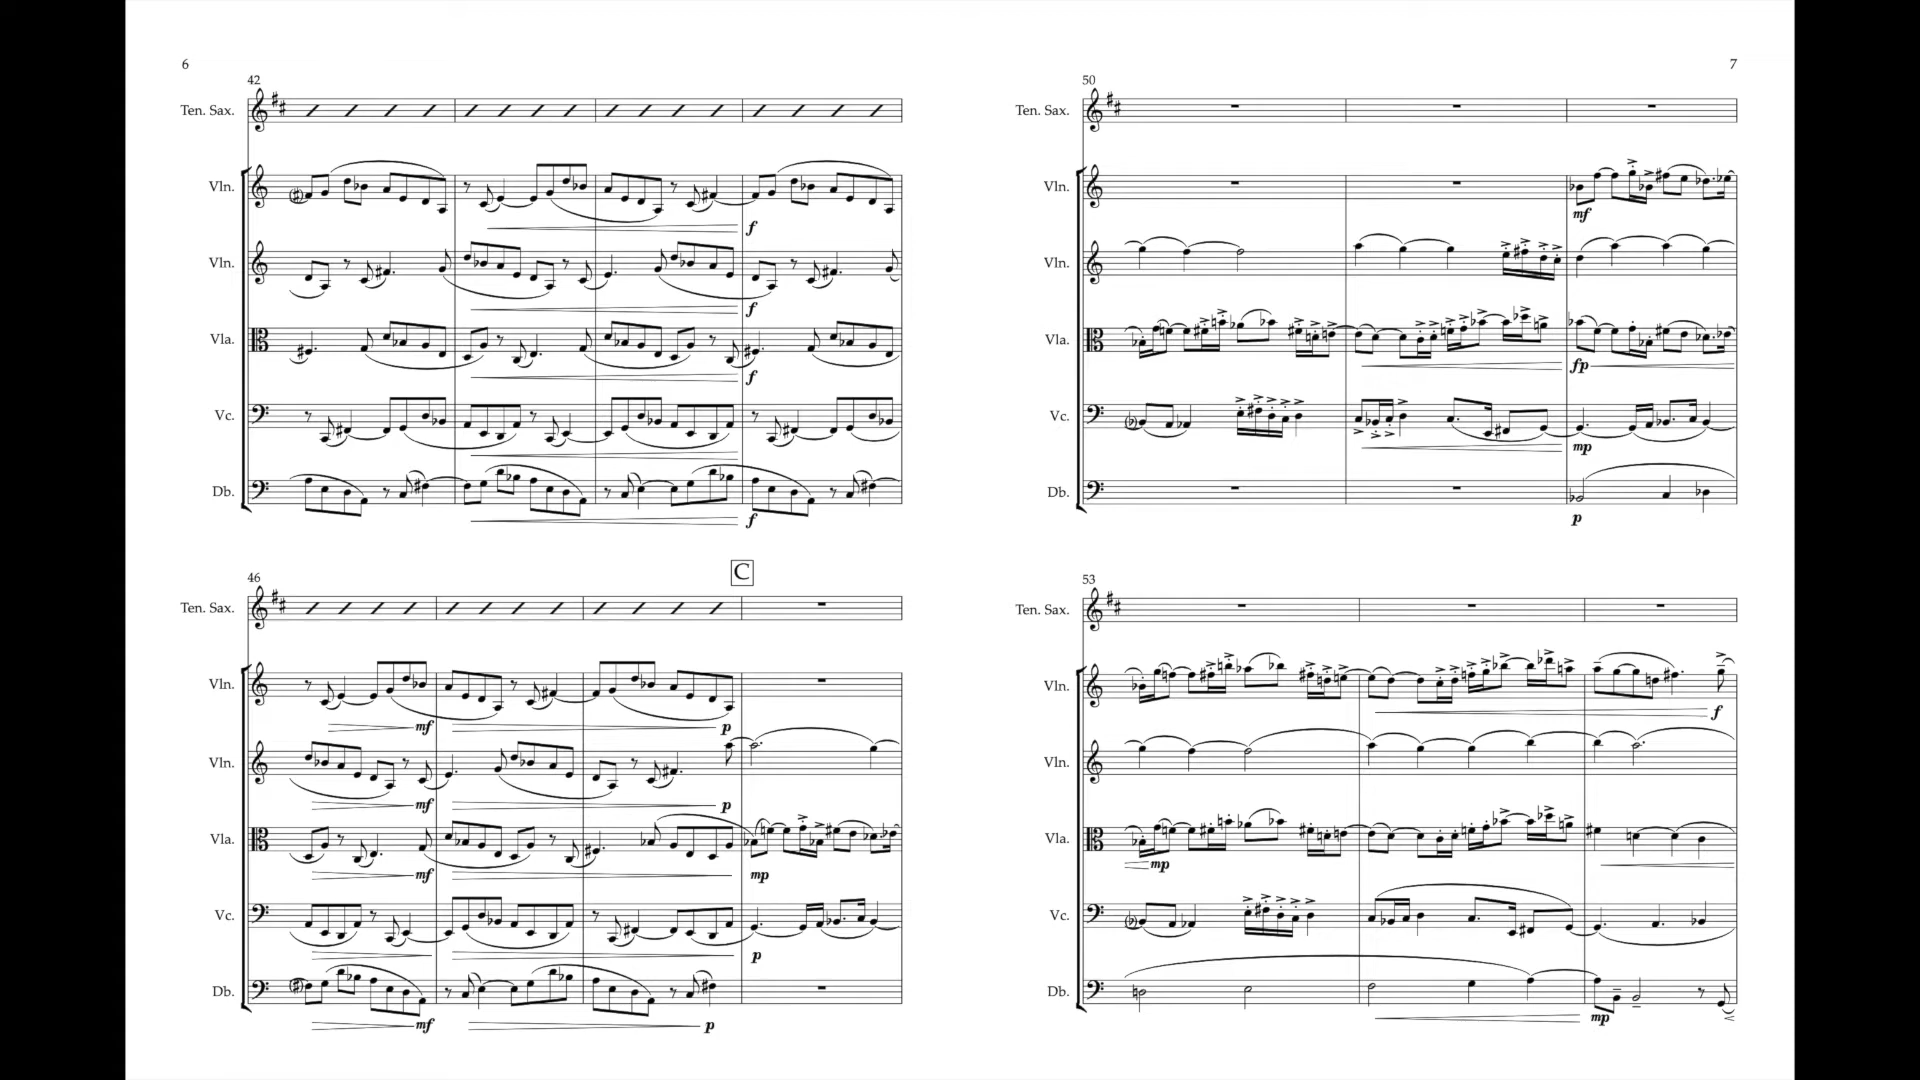 6
42
Ten. Sax.
Vln.
f
Vln.
f
Vla.
f
Vc.
Db.
f
C
46
Ten. Sax.
Vln.
mf p
Vln.
mf p
Vla.
mf mp
Vc.
p
Db.
mf p
7
50
Ten. Sax.
Vln.
mf
Vln.
Vla.
fp
Vc.
mp
Db.
p
53
Ten. Sax.
Vln.
f
Vln.
Vla.
mp
Vc.
Db.
mp